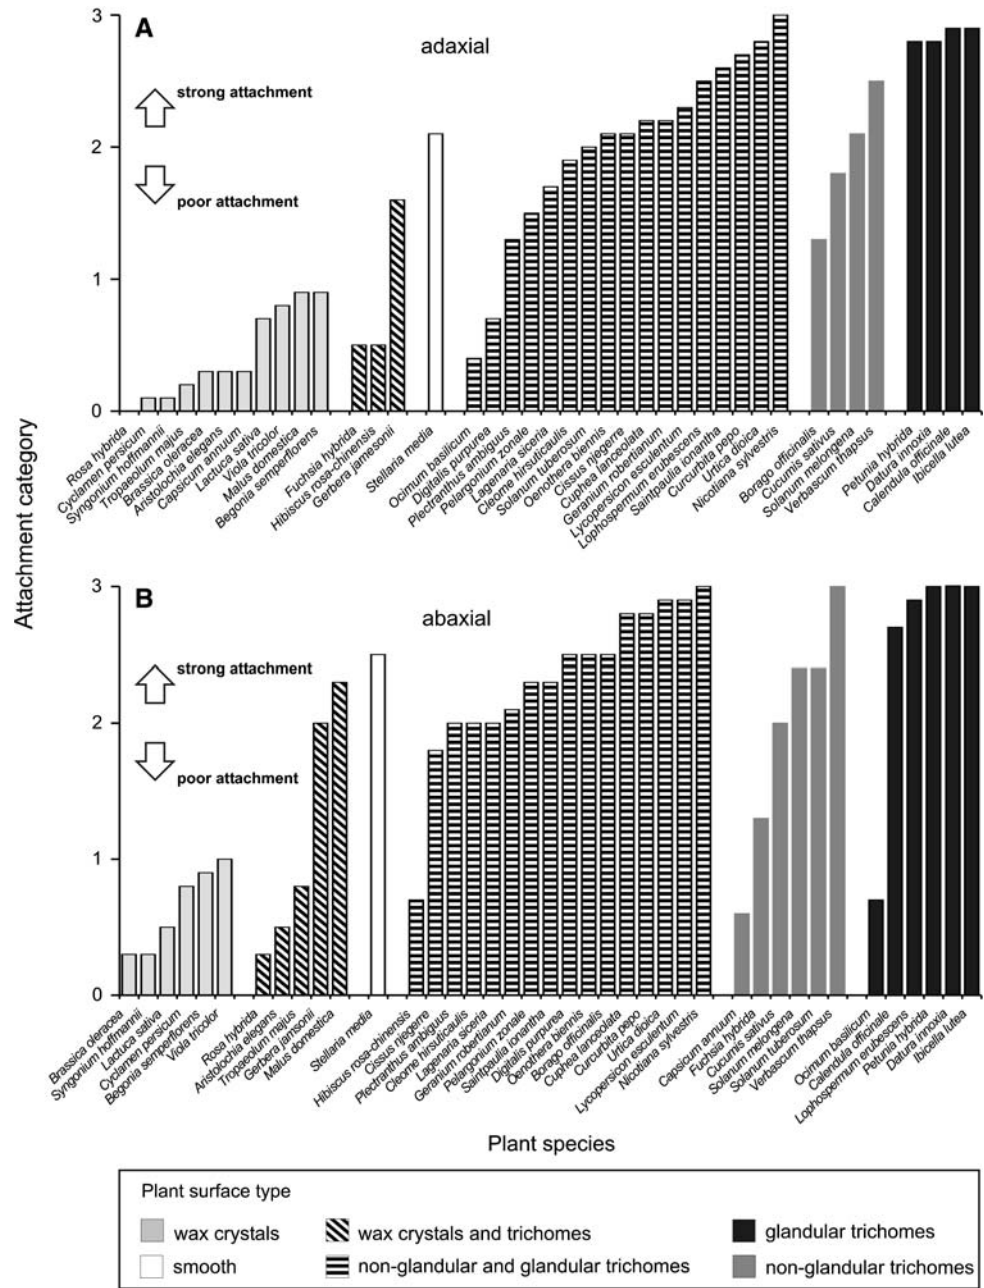 A
adaxial
strong attachment
poor attachment
3
2
1
0
Rosa hybrida
Cyclamen persicum
Syngonium hoffmannii
Tropaeolum majus
Brassica oleracea
Aristolochia elegans
Capsicum annuum
Lactuca sativa
Viola tricolor
Malus domestica
Begonia semperflorens
Fuchsia hybrida
Hibiscus rosa-chinensis
Gerbera jamesonii
Stellaria media
Ocimum basilicum
Digitalis purpurea
Plectranthus ambiguus
Pelargonium zonale
Lagenaria siceria
Cleome hirsuticaulis
Solanum tuberosum
Oenothera biennis
Cissus niegerre
Cuphea lanceolata
Geranium robertianum
Lycopersicon esculentum
Lophospermum erubescens
Saintpaulia ionantha
Curcurbita pepo
Urtica dioica
Nicotiana sylvestris
Borago officinalis
Cucumis sativus
Solanum melongena
Verbascum thapsus
Petunia hybrida
Datura innoxia
Calendula officinale
Ibicella lutea
Attachment category
B
abaxial
strong attachment
poor attachment
3
2
1
0
Brassica oleracea
Syngonium hoffmannii
Lactuca sativa
Cyclamen persicum
Begonia semperflorens
Viola tricolor
Rosa hybrida
Aristolochia elegans
Tropaeolum majus
Gerbera jamsonii
Malus domestica
Stellaria media
Hibiscus rosa-chinensis
Cissus niegerre
Plectranthus ambigius
Cleome hirsuticaulis
Lagenaria siceria
Geranium robertianum
Pelargonium zonale
Saintpaulia ionantha
Digitalis purpurea
Oenothera biennis
Borago officinalis
Cuphea lanceolata
Curcurbita pepo
Urtica dioica
Lycopersicon esculentum
Nicotiana sylvestris
Capsicum annuum
Fuchsia hybrida
Cucumis sativus
Solanum melongena
Solanum tuberosum
Verbascum thapsus
Ocimum basilicum
Calendula officinale
Lophospermum erubescens
Petunia hybrida
Datura innoxia
Ibicella lutea
Plant species
Plant surface type
wax crystals
wax crystals and trichomes
glandular trichomes
smooth
non-glandular and glandular trichomes
non-glandular trichomes